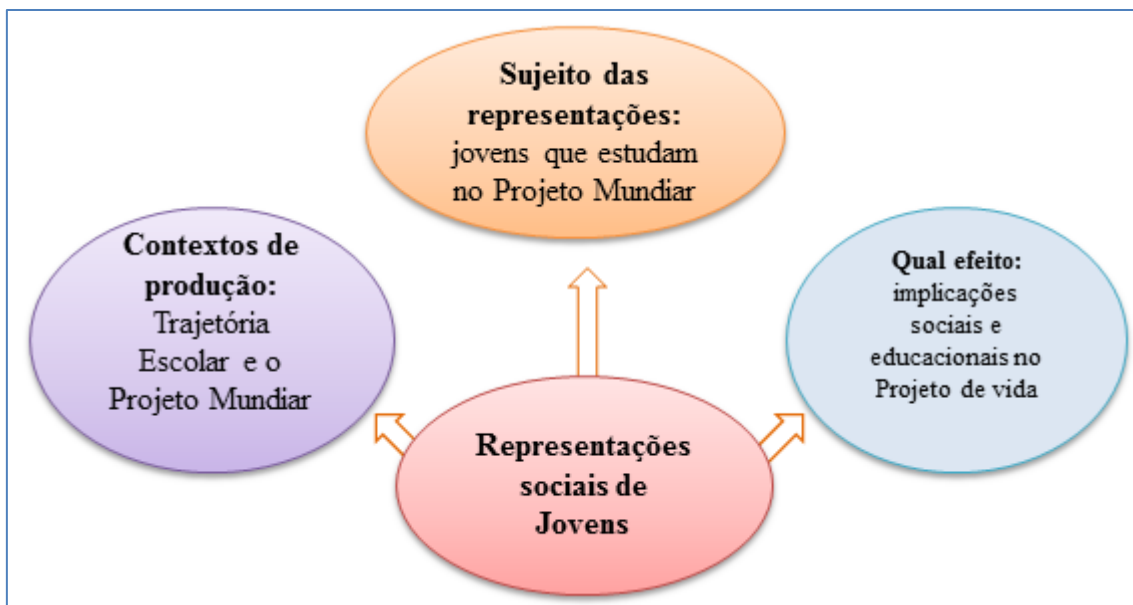 Sujeito das
representações:
jovens que estudam
no Projeto Mundiar
Contextos de
produção:
Trajetória
Escolar e o
Projeto Mundiar
Qual efeito:
implicações
sociais e
educacionais no
Projeto de vida
Representações
sociais de
Jovens